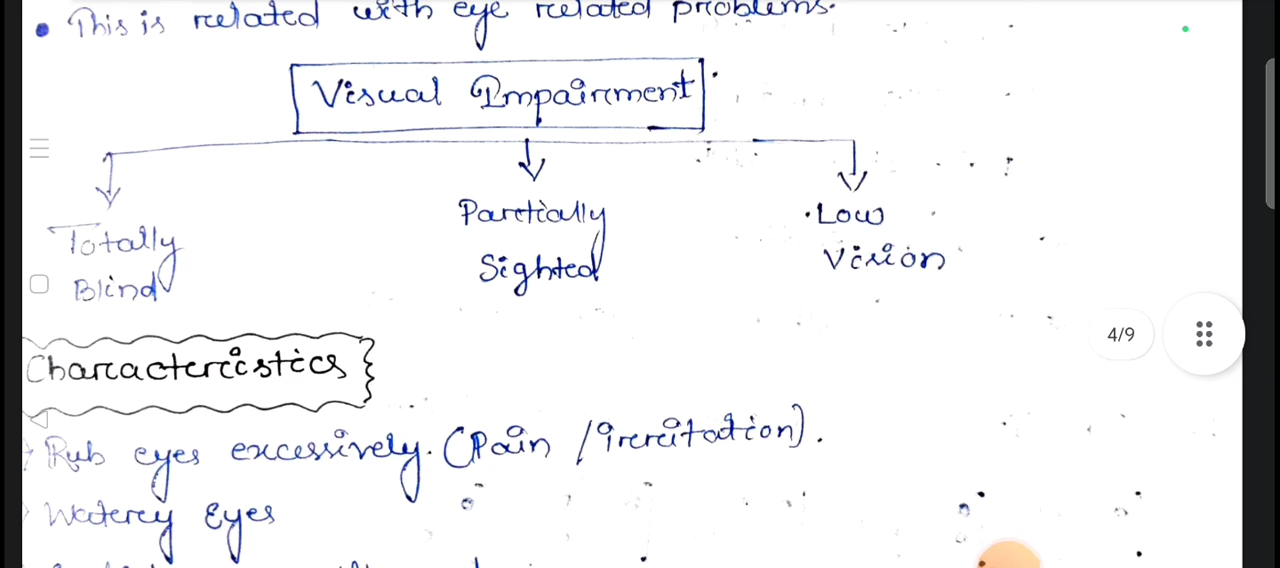 • This is related with eye related problems.
Visual Impairment
Totally Blind
Partially Sighted
Low Vision
4/9
Characteristics
Rub eyes excessively. (Pain / irritation).
Watery Eyes